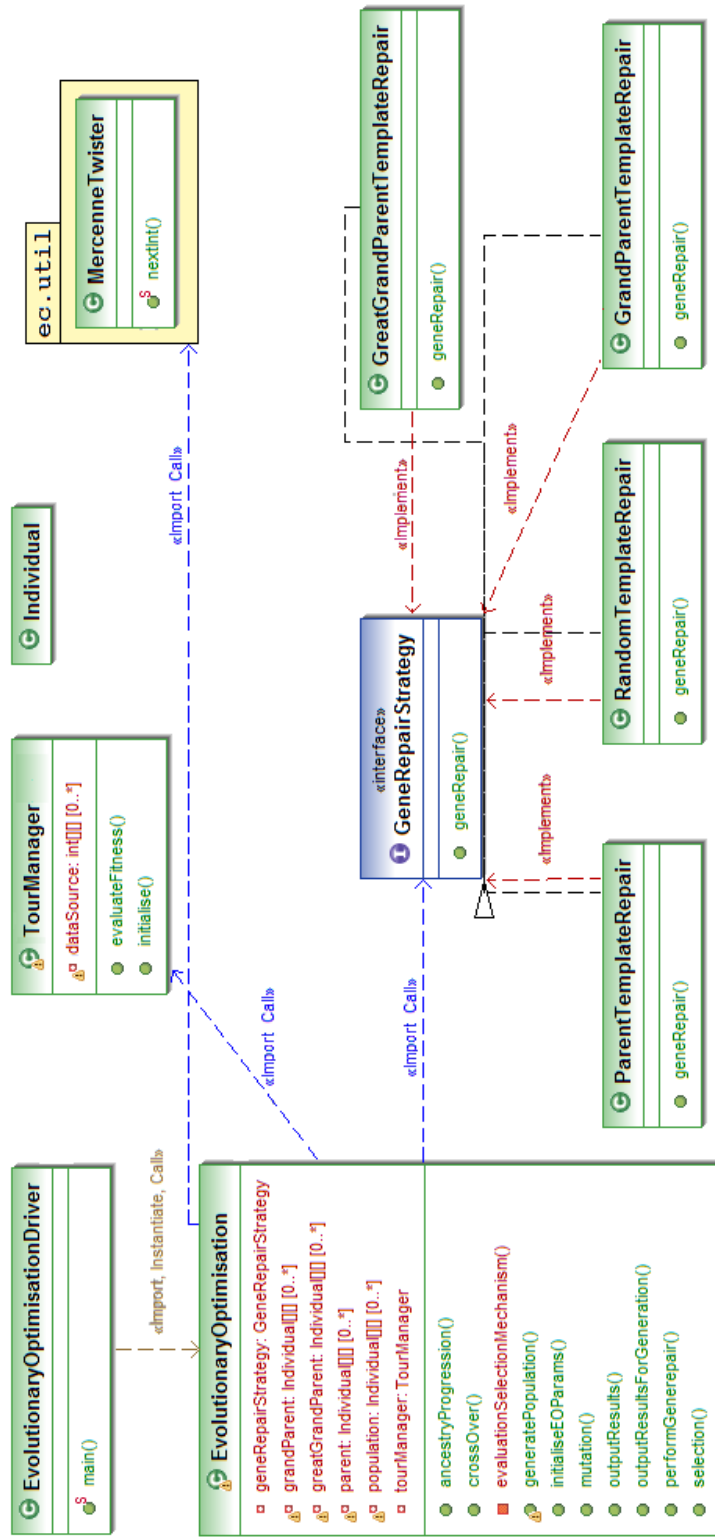 EvolutionaryOptimisationDriver
main()
«Import, Instantiate, Call»
TourManager
dataSource: int[][] [0..*]
evaluateFitness()
initialise()
Individual
ec.util
MercenneTwister
nextInt()
«Import Call»
«Import Call»
«Import Call»
EvolutionaryOptimisation
geneRepairStrategy: GeneRepairStrategy
grandParent: Individual[][] [0..*]
greatGrandParent: Individual[][] [0..*]
parent: Individual[][] [0..*]
population: Individual[][] [0..*]
tourManager: TourManager
ancestryProgression()
crossOver()
evaluationSelectionMechanism()
generatePopulation()
initialiseEOParams()
mutation()
outputResults()
outputResultsForGeneration()
performGenerepair()
selection()
«interface»
GeneRepairStrategy
geneRepair()
«Implement»
GreatGrandParentTemplateRepair
geneRepair()
«Implement»
«Implement»
«Implement»
ParentTemplateRepair
geneRepair()
RandomTemplateRepair
geneRepair()
GrandParentTemplateRepair
geneRepair()